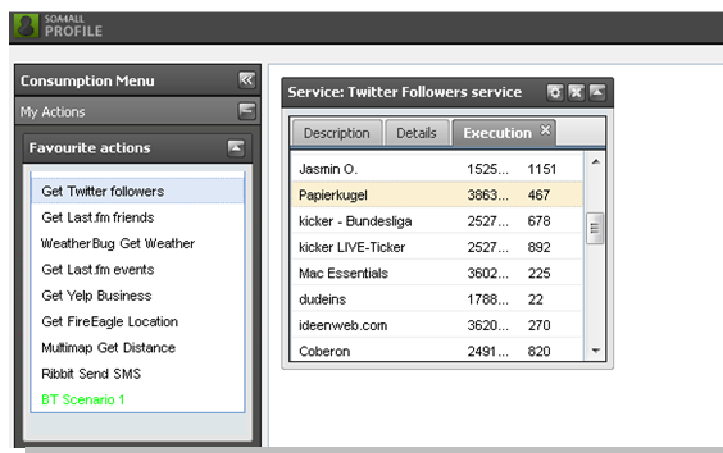 SOA4ALL
PROFILE
Consumption Menu
My Actions
Favourite actions
Get Twitter followers
Get Last.fm friends
WeatherBug Get Weather
Get Last.fm events
Get Yelp Business
Get FireEagle Location
Multimap Get Distance
Ribbit Send SMS
BT Scenario 1
Service: Twitter Followers service
Description Details Execution
Jasmin O. 1525... 1151
Papierkugel 3863... 467
kicker - Bundesliga 2527... 678
kicker LIVE-Ticker 2527... 892
Mac Essentials 3602... 225
dudeins 1788... 22
ideenweb.com 3620... 270
Coberon 2491... 820